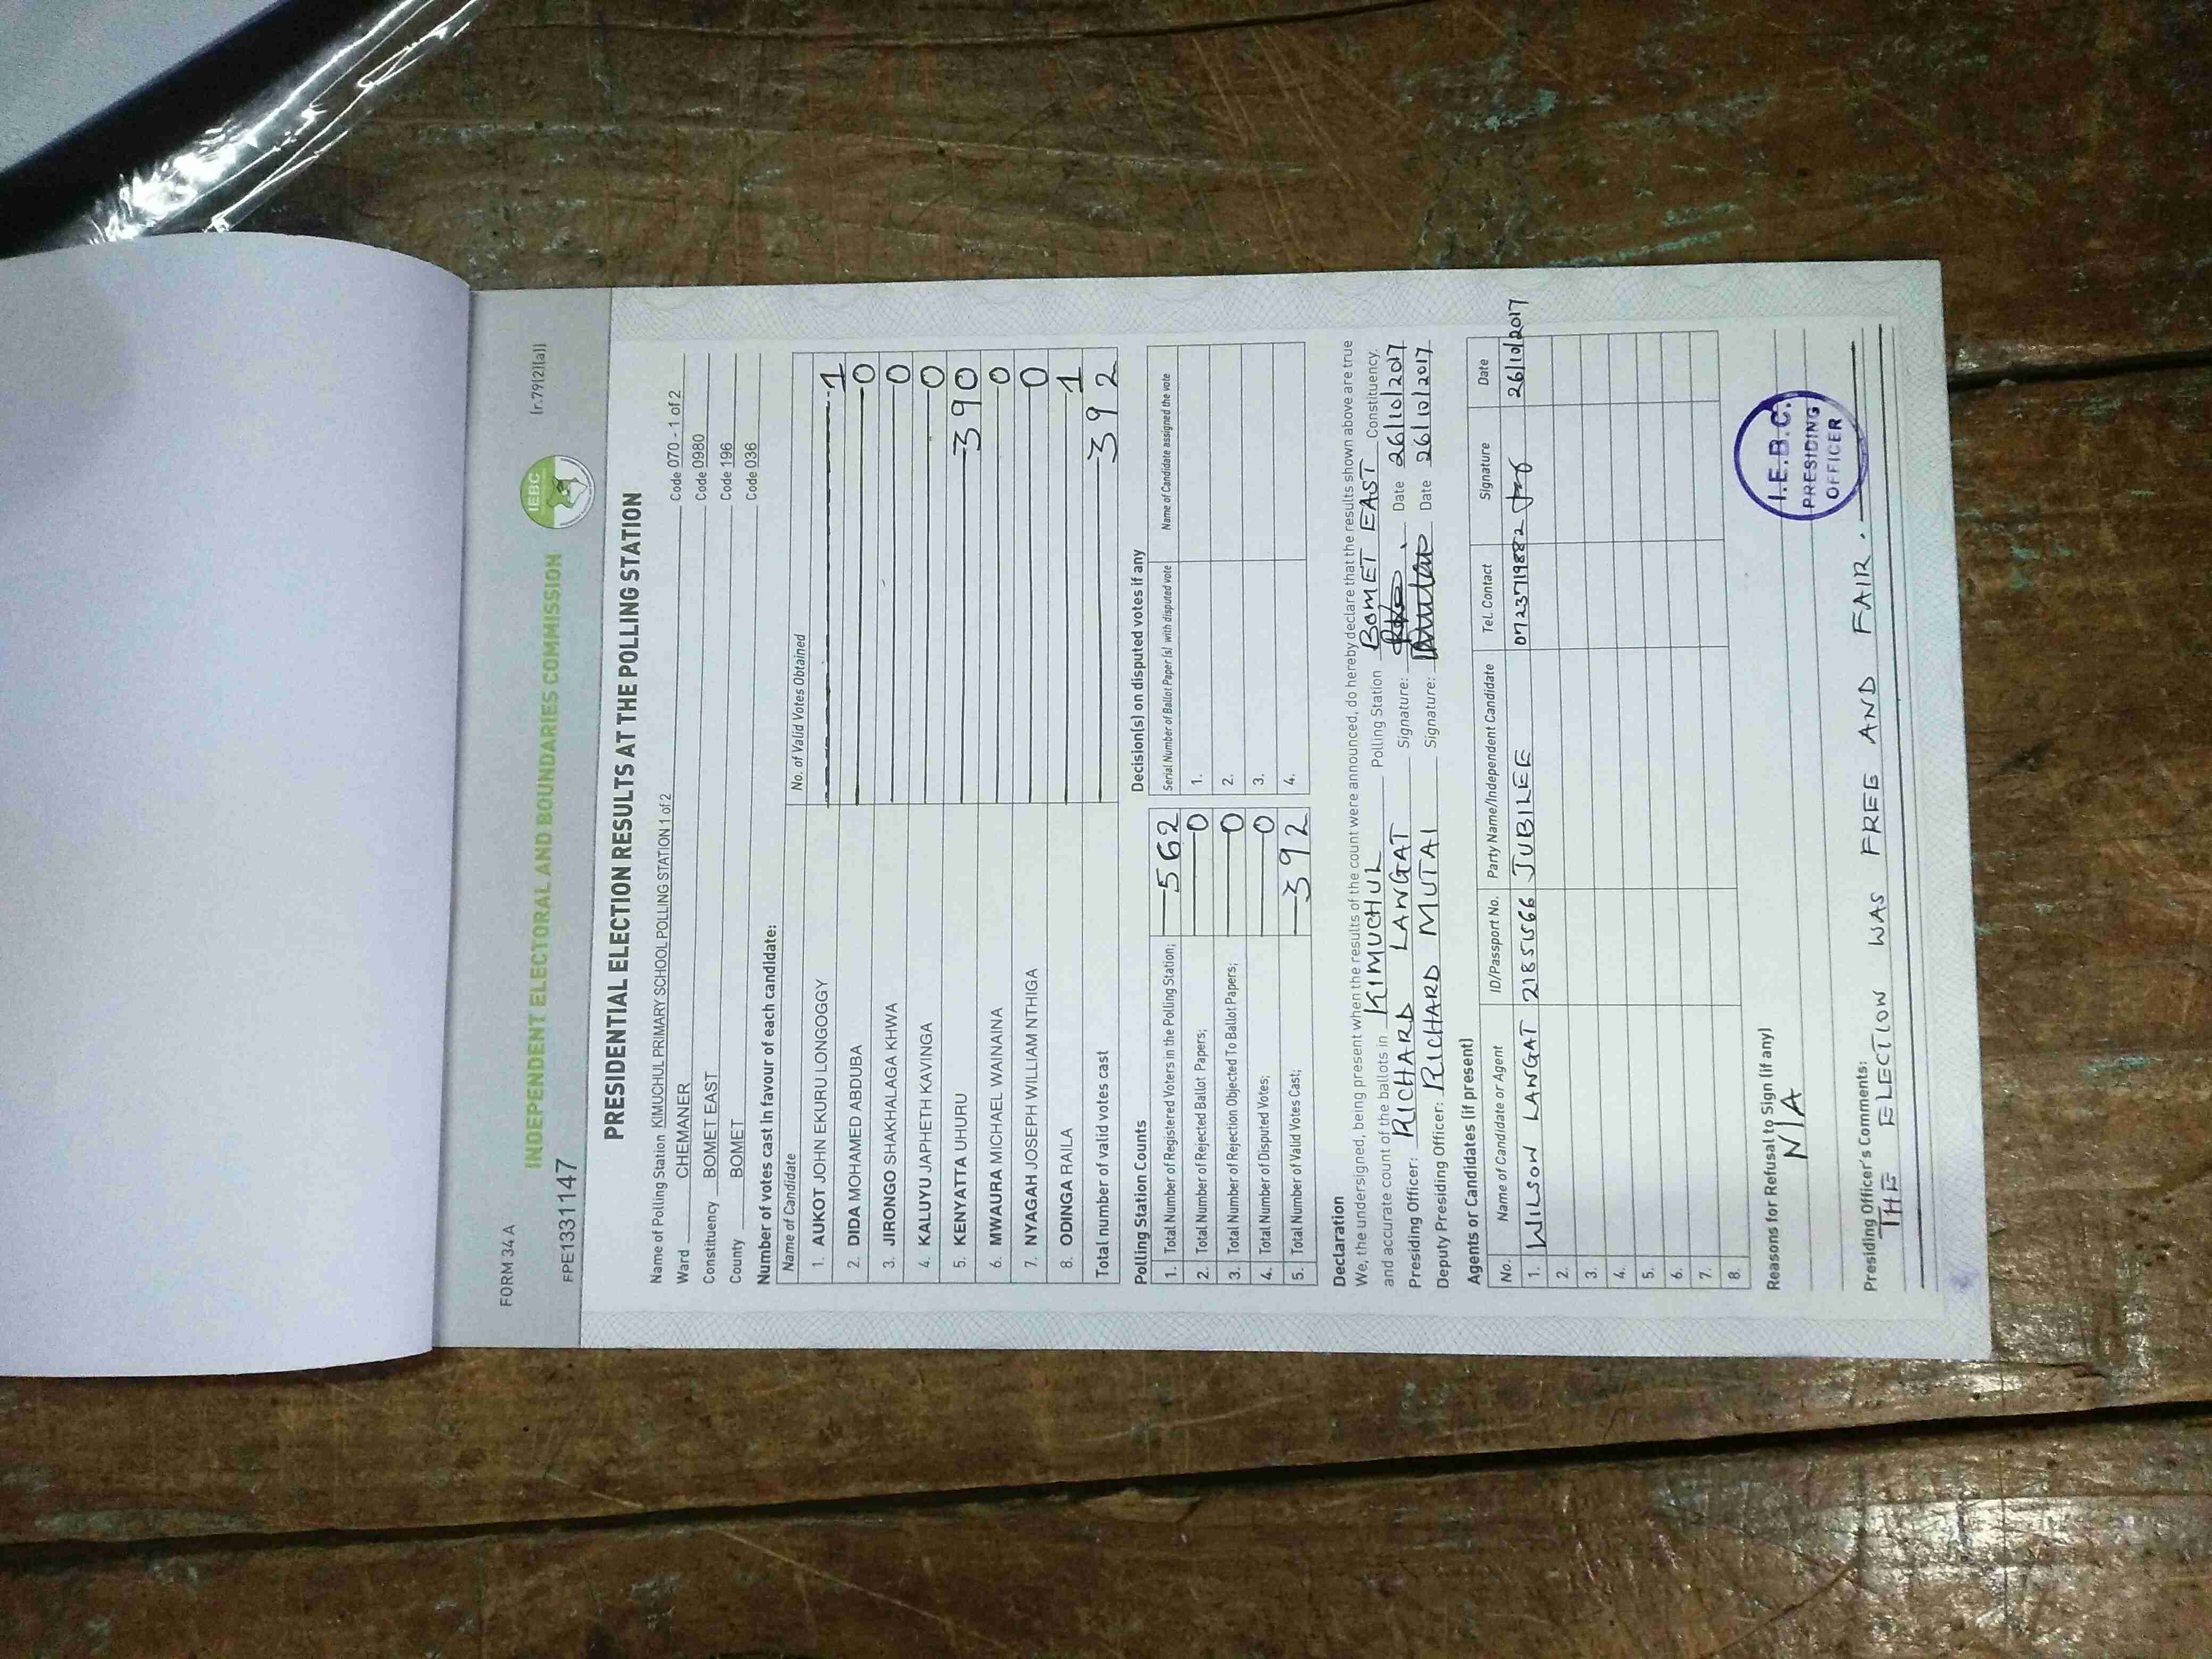 FORM 34 A
(r.79(2)(a))
INDEPENDENT ELECTORAL AND BOUNDARIES COMMISSION
IEBC
FPE1331147
PRESIDENTIAL ELECTION RESULTS AT THE POLLING STATION
Name of Polling Station KIMUCHUL PRIMARY SCHOOL POLLING STATION 1 of 2 Code 070 - 1 of 2
Ward CHEMANER Code 0980
Constituency BOMET EAST Code 196
County BOMET Code 036
Number of votes cast in favour of each candidate:
Name of Candidate No. of Valid Votes Obtained
1. AUKOT JOHN EKURU LONGOGGY 1
2. DIDA MOHAMED ABDUBA 0
3. JIRONGO SHAKHALAGA KHWA 0
4. KALUYU JAPHETH KAVINGA 0
5. KENYATTA UHURU 390
6. MWAURA MICHAEL WAINAINA 0
7. NYAGAH JOSEPH WILLIAM NTHIGA 0
8. ODINGA RAILA 1
Total number of valid votes cast 392
Polling Station Counts
1. Total Number of Registered Voters in the Polling Station; 562
2. Total Number of Rejected Ballot Papers; 0
3. Total Number of Rejection Objected To Ballot Papers; 0
4. Total Number of Disputed Votes; 0
5. Total Number of Valid Votes Cast; 392
Decision(s) on disputed votes if any
Serial Number of Ballot Paper (s) with disputed vote Name of Candidate assigned the vote
1.
2.
3.
4.
Declaration
We, the undersigned, being present when the results of the count were announced, do hereby declare that the results shown above are true
and accurate count of the ballots in KIMUCHUL Polling Station BOMET EAST Constituency.
Presiding Officer: RICHARD LANGAT Signature: Date 26/10/2017
Deputy Presiding Officer: RICHARD MUTAI Signature: Date 26/10/2017
Agents or Candidates (if present)
No. Name of Candidate or Agent ID/Passport No. Party Name/Independent Candidate Tel. Contact Signature Date
1. WILSON LANGAT JUBILEE 0723719882 26/10/2017
2.
3.
4.
5.
6.
7.
8.
Reasons for Refusal to Sign (if any)
N/A
I.E.B.C.
PRESIDING
OFFICER
Presiding Officer's Comments:
THE ELECTION WAS FREE AND FAIR.